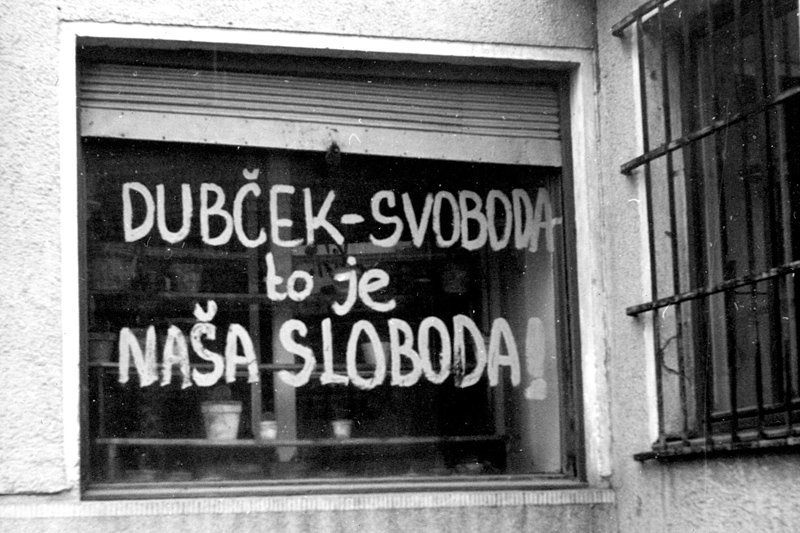 DUBČEK-SVOBODA-
to je
NAŠA SLOBODA!